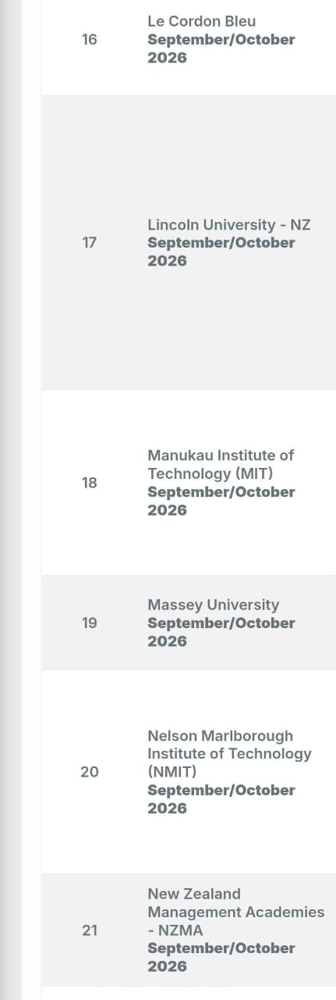 16
Le Cordon Bleu
September/October
2026
17
Lincoln University - NZ
September/October
2026
18
Manukau Institute of
Technology (MIT)
September/October
2026
19
Massey University
September/October
2026
20
Nelson Marlborough
Institute of Technology
(NMIT)
September/October
2026
21
New Zealand
Management Academies
- NZMA
September/October
2026